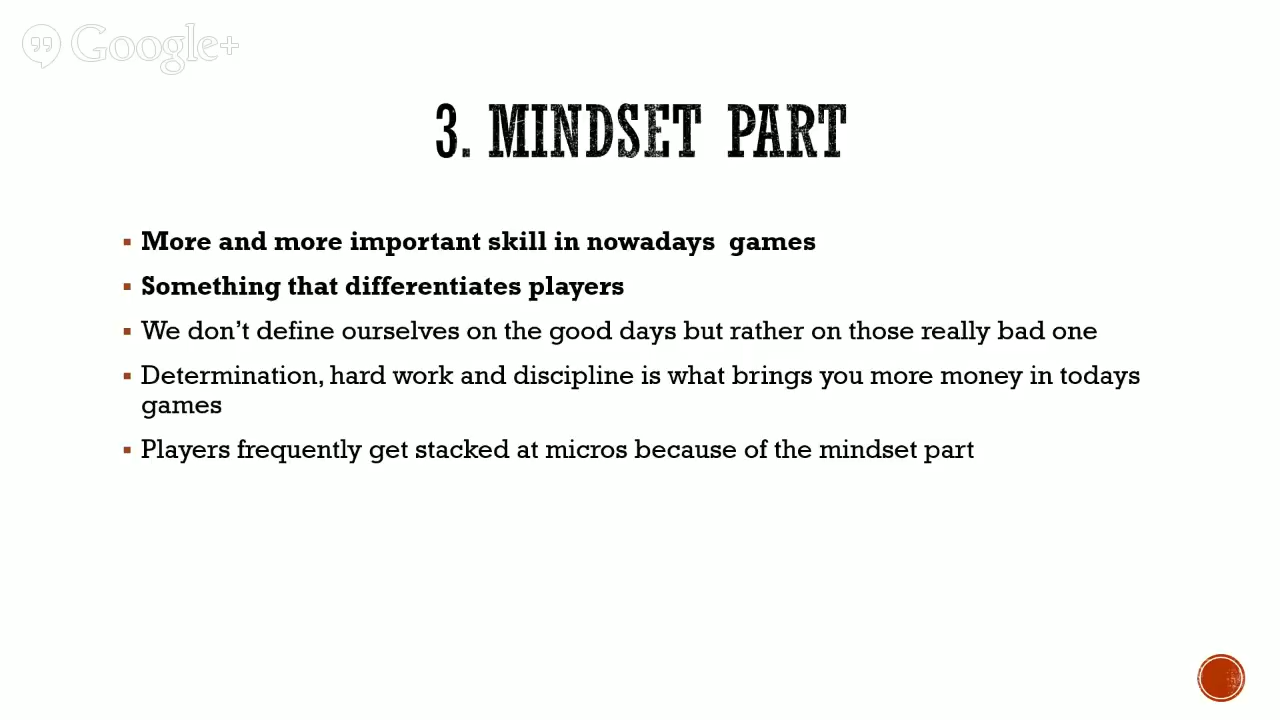 Google+
3. MINDSET PART
More and more important skill in nowadays  games
Something that differentiates players
We don’t define ourselves on the good days but rather on those really bad one
Determination, hard work and discipline is what brings you more money in todays
games
Players frequently get stacked at micros because of the mindset part